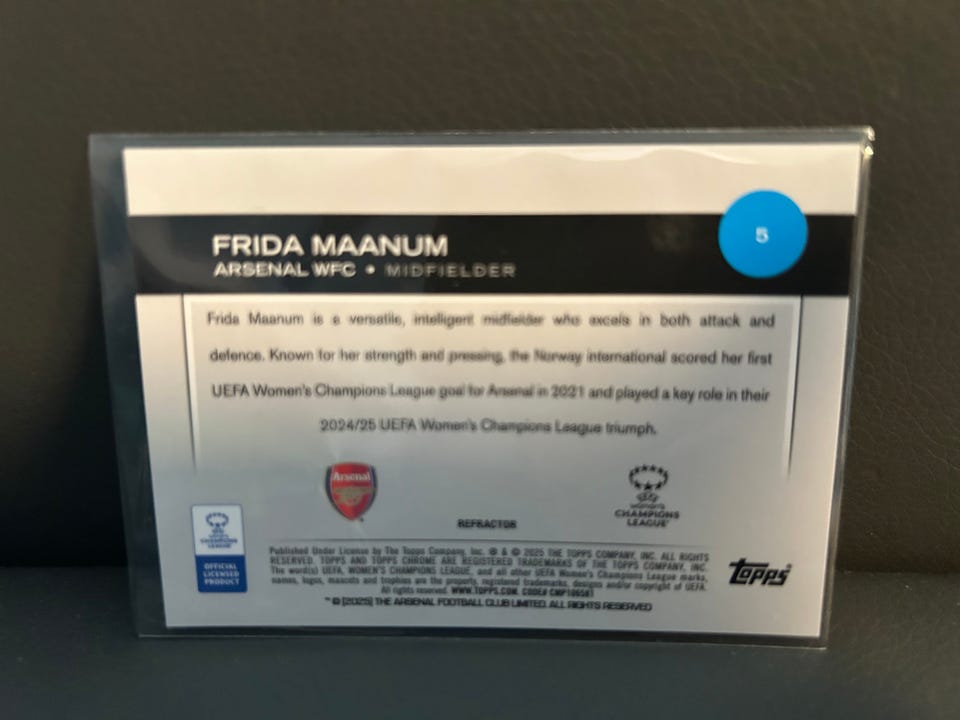 5
FRIDA MAANUM
ARSENAL WFC • MIDFIELDER
Frida Maanum is a versatile, intelligent midfielder who excels in both attack and
defence. Known for her strength and pressing, the Norway international scored her first
UEFA Women's Champions League goal for Arsenal in 2021 and played a key role in their
2024/25 UEFA Women's Champions League triumph.
Arsenal
WOMEN'S
CHAMPIONS
LEAGUE
REFRACTOR
WOMEN'S
CHAMPIONS
LEAGUE
OFFICIAL
LICENSED
PRODUCT
Published Under License by The Topps Company, Inc. ® & © 2025 THE TOPPS COMPANY, INC. ALL RIGHTS
RESERVED. TOPPS AND TOPPS CHROME ARE REGISTERED TRADEMARKS OF THE TOPPS COMPANY, INC.
The word(s) UEFA, WOMEN'S CHAMPIONS LEAGUE, and all other UEFA Women's Champions League marks,
names, logos, mascots and trophies are the property, registered trademarks, designs and/or copyright of UEFA.
All rights reserved. WWW.TOPPS.COM. CODE#
™ © [2025] THE ARSENAL FOOTBALL CLUB LIMITED. ALL RIGHTS RESERVED
Topps